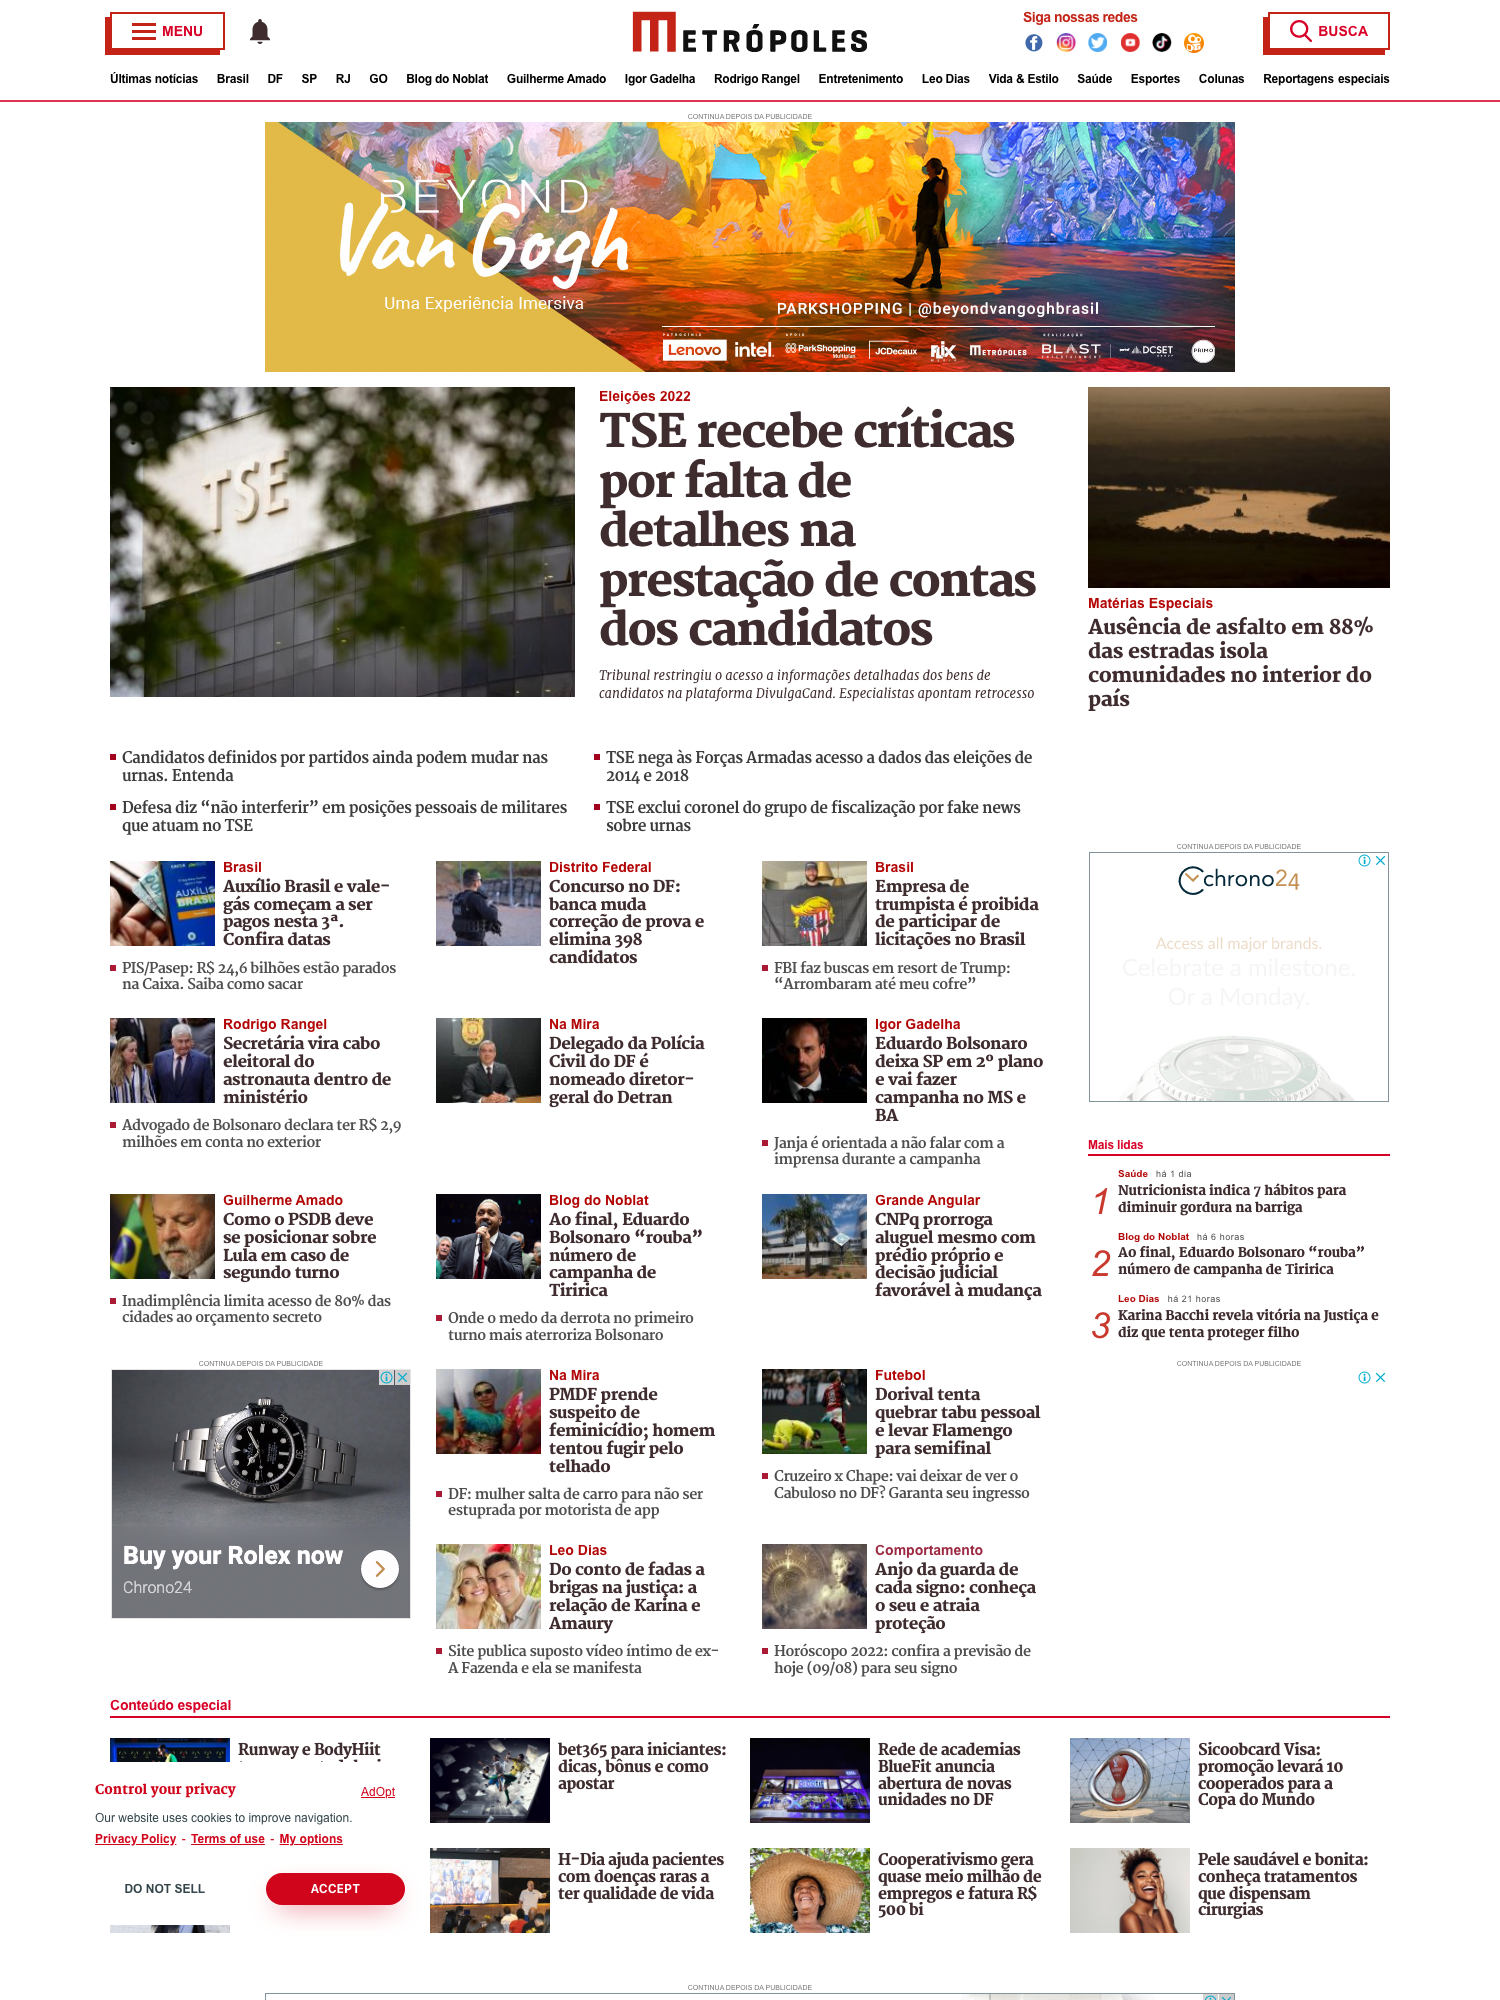 MENU
METRÓPOLES
Siga nossas redes
BUSCA
Últimas notícias Brasil DF SP RJ GO Blog do Noblat Guilherme Amado Igor Gadelha Rodrigo Rangel Entretenimento Leo Dias Vida & Estilo Saúde Esportes Colunas Reportagens especiais
CONTINUA DEPOIS DA PUBLICIDADE
BEYOND
Van Gogh
Uma Experiência Imersiva
PARKSHOPPING | @beyondvangoghbrasil
PATROCÍNIO APOIO REALIZAÇÃO
Lenovo intel. ParkShopping JCDecaux METRÓPOLES BLAST DCSET PRIMO
TSE
Eleições 2022
TSE recebe críticas
por falta de
detalhes na
prestação de contas
dos candidatos
Tribunal restringiu o acesso a informações detalhadas dos bens de
candidatos na plataforma DivulgaCand. Especialistas apontam retrocesso
Matérias Especiais
Ausência de asfalto em 88%
das estradas isola
comunidades no interior do
país
Candidatos definidos por partidos ainda podem mudar nas
urnas. Entenda
TSE nega às Forças Armadas acesso a dados das eleições de
2014 e 2018
Defesa diz “não interferir” em posições pessoais de militares
que atuam no TSE
TSE exclui coronel do grupo de fiscalização por fake news
sobre urnas
AUXÍLIO
BRASIL
Brasil
Auxílio Brasil e vale-
gás começam a ser
pagos nesta 3ª.
Confira datas
PIS/Pasep: R$ 24,6 bilhões estão parados
na Caixa. Saiba como sacar
Distrito Federal
Concurso no DF:
banca muda
correção de prova e
elimina 398
candidatos
Brasil
Empresa de
trumpista é proibida
de participar de
licitações no Brasil
FBI faz buscas em resort de Trump:
“Arrombaram até meu cofre”
CONTINUA DEPOIS DA PUBLICIDADE
chrono24
Access all major brands.
Celebrate a milestone.
Or a Monday.
Rodrigo Rangel
Secretária vira cabo
eleitoral do
astronauta dentro de
ministério
Advogado de Bolsonaro declara ter R$ 2,9
milhões em conta no exterior
Na Mira
Delegado da Polícia
Civil do DF é
nomeado diretor-
geral do Detran
Igor Gadelha
Eduardo Bolsonaro
deixa SP em 2º plano
e vai fazer
campanha no MS e
BA
Janja é orientada a não falar com a
imprensa durante a campanha
Mais lidas
1
Saúde há 1 dia
Nutricionista indica 7 hábitos para
diminuir gordura na barriga
2
Blog do Noblat há 6 horas
Ao final, Eduardo Bolsonaro “rouba”
número de campanha de Tiririca
3
Leo Dias há 21 horas
Karina Bacchi revela vitória na Justiça e
diz que tenta proteger filho
Guilherme Amado
Como o PSDB deve
se posicionar sobre
Lula em caso de
segundo turno
Inadimplência limita acesso de 80% das
cidades ao orçamento secreto
Blog do Noblat
Ao final, Eduardo
Bolsonaro “rouba”
número de
campanha de
Tiririca
Onde o medo da derrota no primeiro
turno mais aterroriza Bolsonaro
Grande Angular
CNPq prorroga
aluguel mesmo com
prédio próprio e
decisão judicial
favorável à mudança
CONTINUA DEPOIS DA PUBLICIDADE
Buy your Rolex now
Chrono24
Na Mira
PMDF prende
suspeito de
feminicídio; homem
tentou fugir pelo
telhado
DF: mulher salta de carro para não ser
estuprada por motorista de app
Futebol
Dorival tenta
quebrar tabu pessoal
e levar Flamengo
para semifinal
Cruzeiro x Chape: vai deixar de ver o
Cabuloso no DF? Garanta seu ingresso
CONTINUA DEPOIS DA PUBLICIDADE
Leo Dias
Do conto de fadas a
brigas na justiça: a
relação de Karina e
Amaury
Site publica suposto vídeo íntimo de ex-
A Fazenda e ela se manifesta
Comportamento
Anjo da guarda de
cada signo: conheça
o seu e atraia
proteção
Horóscopo 2022: confira a previsão de
hoje (09/08) para seu signo
Conteúdo especial
Runway e BodyHiit
bet365 para iniciantes:
dicas, bônus e como
apostar
Rede de academias
BlueFit anuncia
abertura de novas
unidades no DF
Sicoobcard Visa:
promoção levará 10
cooperados para a
Copa do Mundo
Control your privacy
AdOpt
Our website uses cookies to improve navigation.
Privacy Policy - Terms of use - My options
DO NOT SELL
ACCEPT
H-Dia ajuda pacientes
com doenças raras a
ter qualidade de vida
Cooperativismo gera
quase meio milhão de
empregos e fatura R$
500 bi
Pele saudável e bonita:
conheça tratamentos
que dispensam
cirurgias
CONTINUA DEPOIS DA PUBLICIDADE